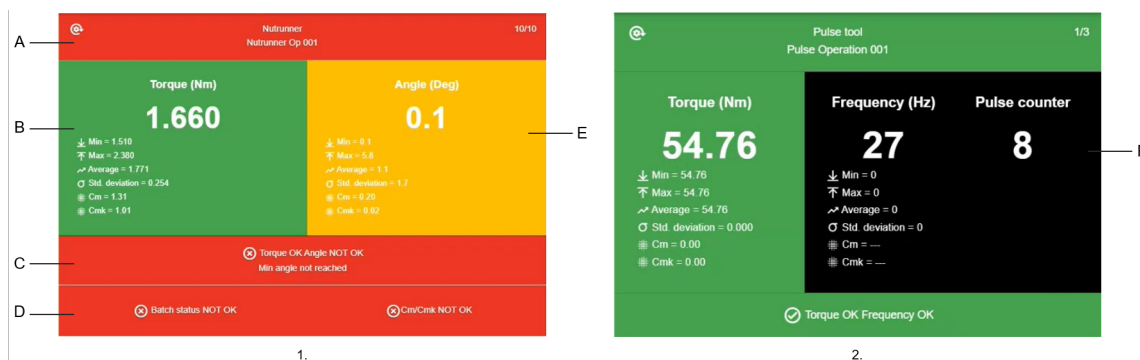 A
Nutrunner
10/10
Nutrunner Op 001
B
Torque (Nm)
1.660
Min = 1.510
Max = 2.380
Average = 1.771
Std. deviation = 0.254
Cm = 1.31
Cmk = 1.01
Angle (Deg)
0.1
Min = 0.1
Max = 5.8
Average = 1.1
Std. deviation = 1.7
Cm = 0.20
Cmk = 0.02
E
C
Torque OK Angle NOT OK
Min angle not reached
D
Batch status NOT OK
Cm/Cmk NOT OK
1.
Pulse tool
1/3
Pulse Operation 001
Torque (Nm)
54.76
Min = 54.76
Max = 54.76
Average = 54.76
Std. deviation = 0.000
Cm = 0.00
Cmk = 0.00
Frequency (Hz)
27
Min = 0
Max = 0
Average = 0
Std. deviation = 0
Cm = ---
Cmk = ---
Pulse counter
8
Torque OK Frequency OK
2.